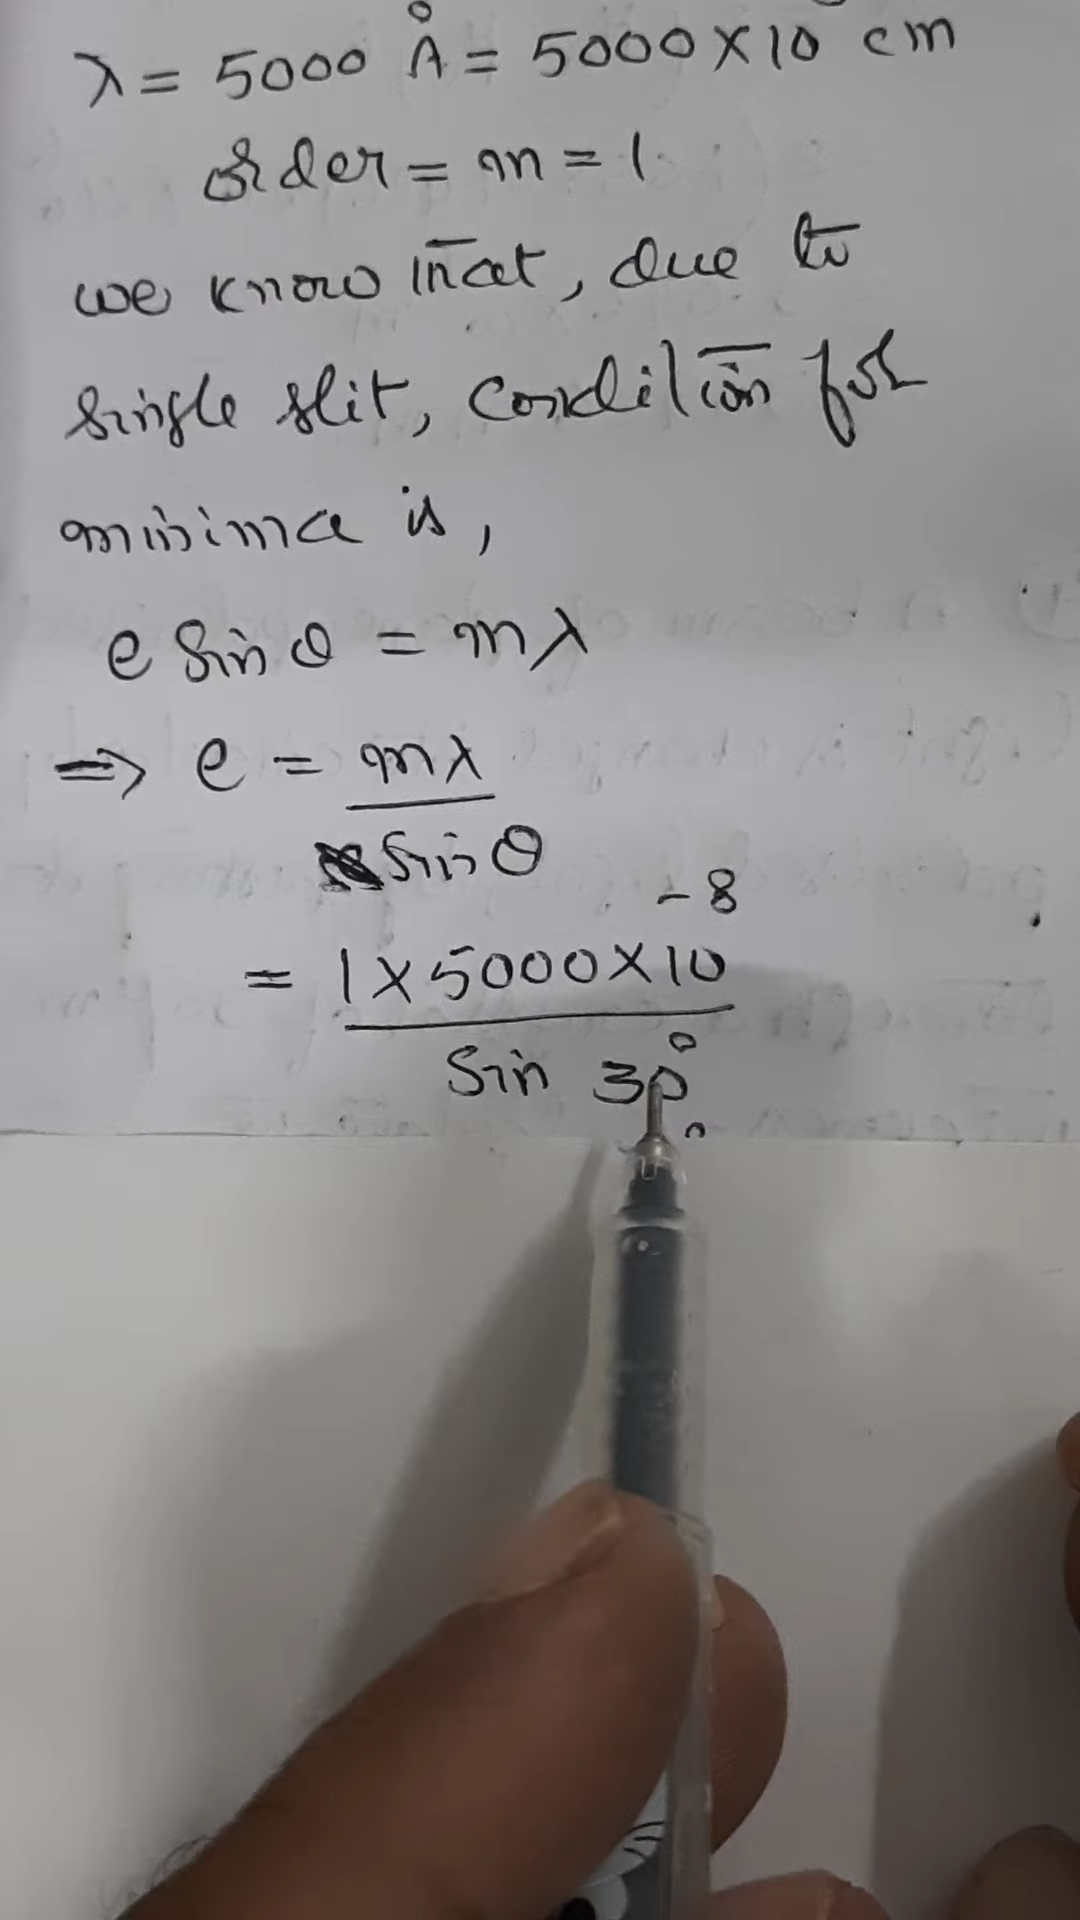 λ = 5000 Å = 5000 × 10 cm
order = m = 1
we know that, due to
single slit, condition for
minima is,
e sin θ = mλ
⇒ e = mλ
sin θ
= 1 × 5000 × 10⁻⁸
sin 30°